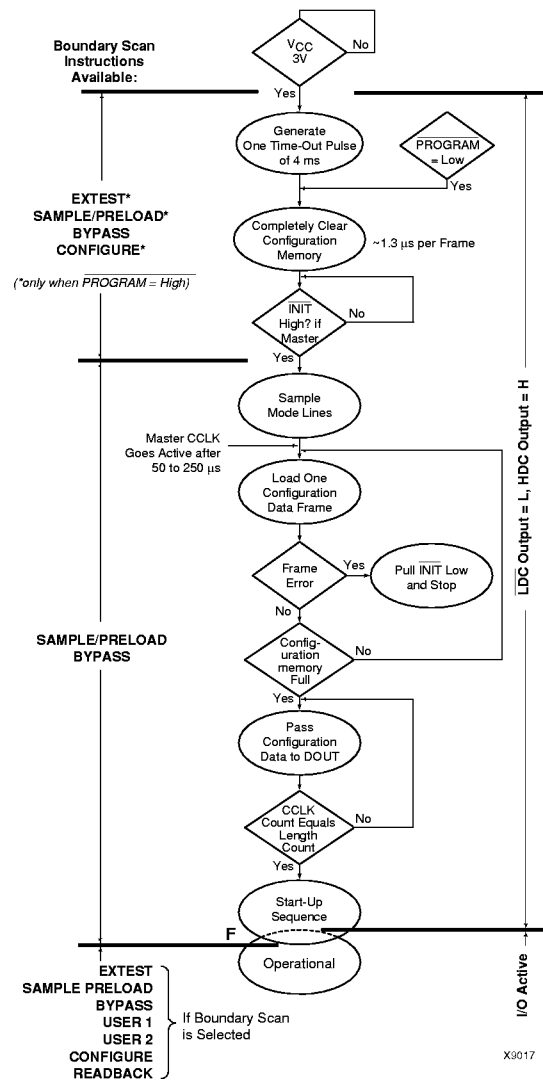 Boundary Scan
Instructions
Available:
VCC
3V
No
Yes
Generate
One Time-Out Pulse
of 4 ms
PROGRAM
= Low
Yes
EXTEST*
SAMPLE/PRELOAD*
BYPASS
CONFIGURE*
(*only when PROGRAM = High)
Completely Clear
Configuration
Memory
~1.3 μs per Frame
INIT
High? if
Master
No
Yes
Sample
Mode Lines
Master CCLK
Goes Active after
50 to 250 μs
Load One
Configuration
Data Frame
Frame
Error
Yes
Pull INIT Low
and Stop
No
SAMPLE/PRELOAD
BYPASS
Config-
uration
memory
Full
No
Yes
Pass
Configuration
Data to DOUT
CCLK
Count Equals
Length
Count
No
Yes
Start-Up
Sequence
F
Operational
LDC Output = L, HDC Output = H
I/O Active
EXTEST
SAMPLE PRELOAD
BYPASS
USER 1
USER 2
CONFIGURE
READBACK
If Boundary Scan
is Selected
X9017